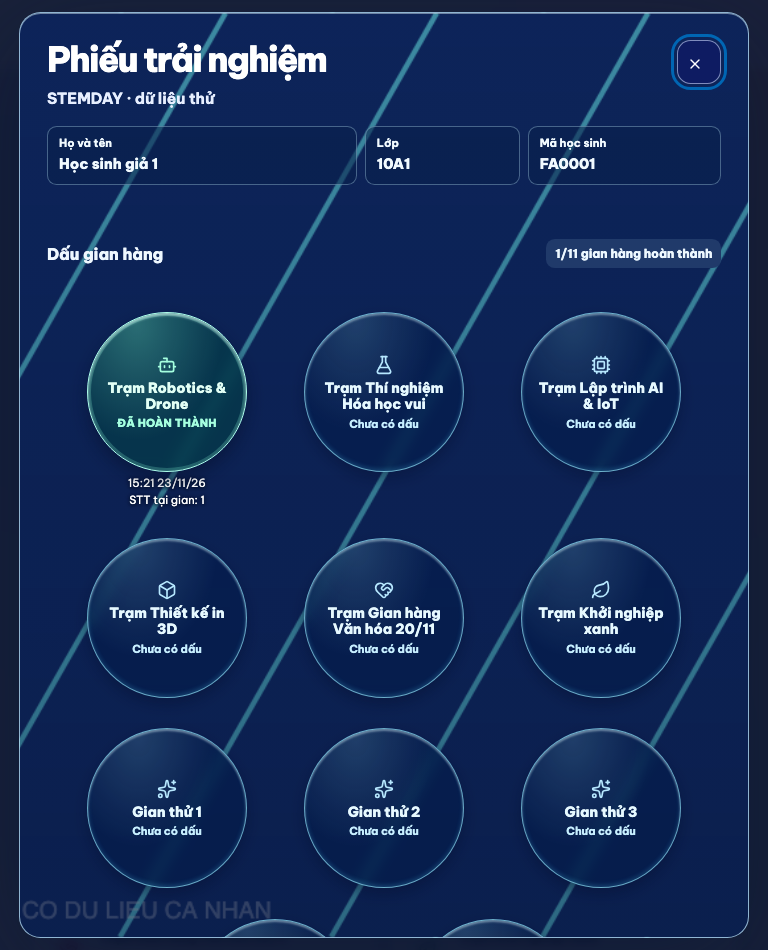 Phiếu trải nghiệm
×
STEMDAY · dữ liệu thử
Họ và tên
Học sinh giả 1
Lớp
10A1
Mã học sinh
FA0001
Dấu gian hàng
1/11 gian hàng hoàn thành
Trạm Robotics &
Drone
ĐÃ HOÀN THÀNH
15:21 23/11/26
STT tại gian: 1
Trạm Thí nghiệm
Hóa học vui
Chưa có dấu
Trạm Lập trình AI
& IoT
Chưa có dấu
Trạm Thiết kế in
3D
Chưa có dấu
Trạm Gian hàng
Văn hóa 20/11
Chưa có dấu
Trạm Khởi nghiệp
xanh
Chưa có dấu
Gian thử 1
Chưa có dấu
Gian thử 2
Chưa có dấu
Gian thử 3
Chưa có dấu
CO DU LIEU CA NHAN